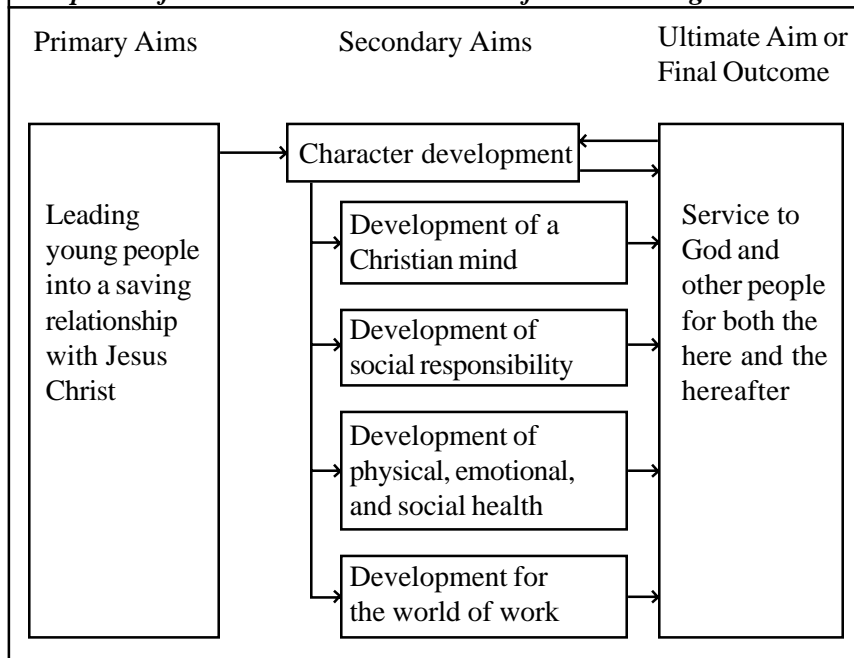 Primary Aims
Secondary Aims
Ultimate Aim or
Final Outcome
Leading
young people
into a saving
relationship
with Jesus
Christ
Character development
Development of a
Christian mind
Development of
social responsibility
Development of
physical, emotional,
and social health
Development for
the world of work
Service to
God and
other people
for both the
here and the
hereafter